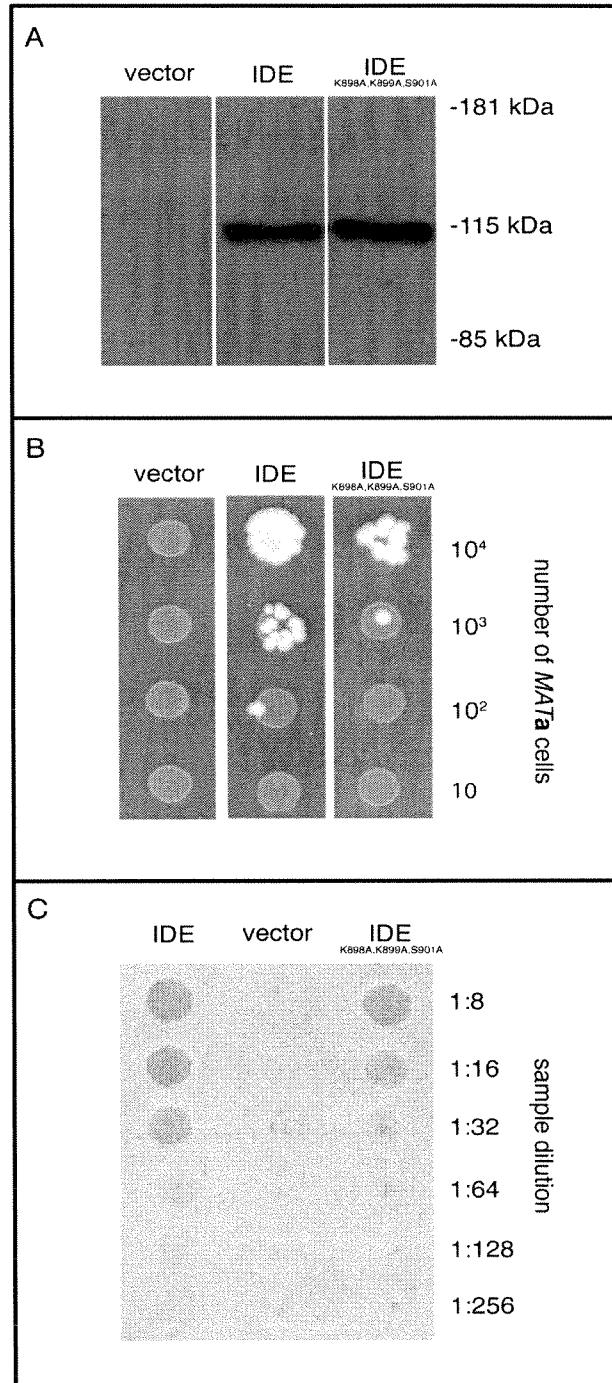 A
vector IDE IDE
K898A,K899A,S901A
-181 kDa
-115 kDa
-85 kDa
B
vector IDE IDE
K898A,K899A,S901A
10⁴
10³
10²
10
number of MATa cells
C
IDE vector IDE
K898A,K899A,S901A
1:8
1:16
1:32
1:64
1:128
1:256
sample dilution